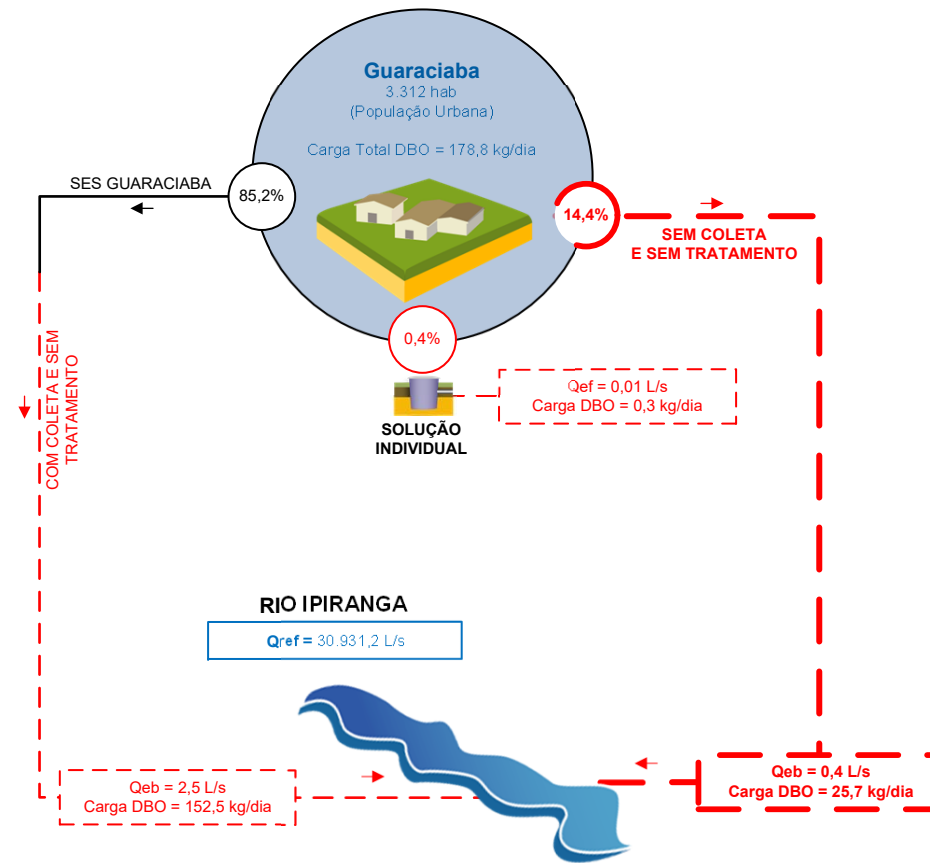 Guaraciaba
3.312 hab
(População Urbana)
Carga Total DBO = 178,8 kg/dia
SES GUARACIABA
85,2%
14,4%
SEM COLETA
E SEM TRATAMENTO
0,4%
SOLUÇÃO
INDIVIDUAL
Qef = 0,01 L/s
Carga DBO = 0,3 kg/dia
COM COLETA E SEM
TRATAMENTO
RIO IPIRANGA
Qref = 30.931,2 L/s
Qeb = 2,5 L/s
Carga DBO = 152,5 kg/dia
Qeb = 0,4 L/s
Carga DBO = 25,7 kg/dia